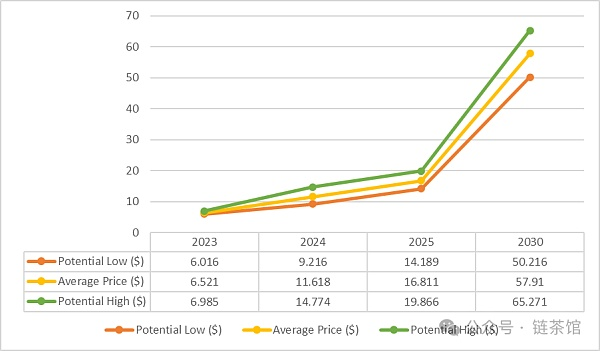 70
60
50
40
30
20
10
0
2023 2024 2025 2030
Potential Low ($) 6.016 9.216 14.189 50.216
Average Price ($) 6.521 11.618 16.811 57.91
Potential High ($) 6.985 14.774 19.866 65.271
Potential Low ($) Average Price ($) Potential High ($)
公众号 · 链茶馆